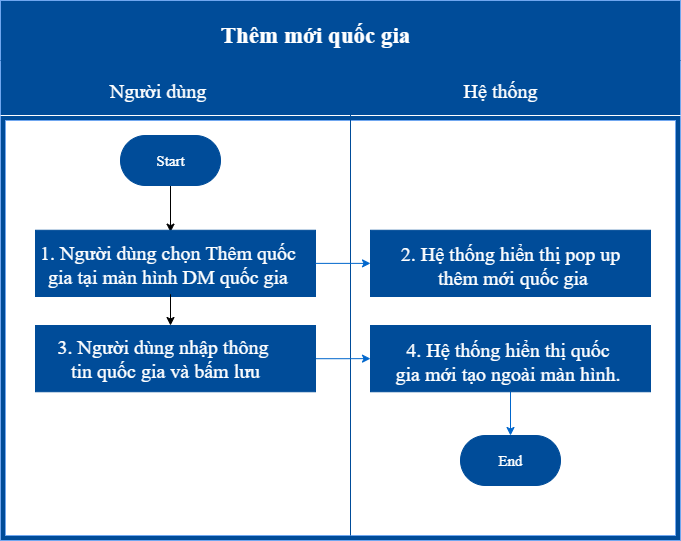 Thêm mới quốc gia
Người dùng
Hệ thống
Start
1. Người dùng chọn Thêm quốc
gia tại màn hình DM quốc gia
2. Hệ thống hiển thị pop up
thêm mới quốc gia
3. Người dùng nhập thông
tin quốc gia và bấm lưu
4. Hệ thống hiển thị quốc
gia mới tạo ngoài màn hình.
End